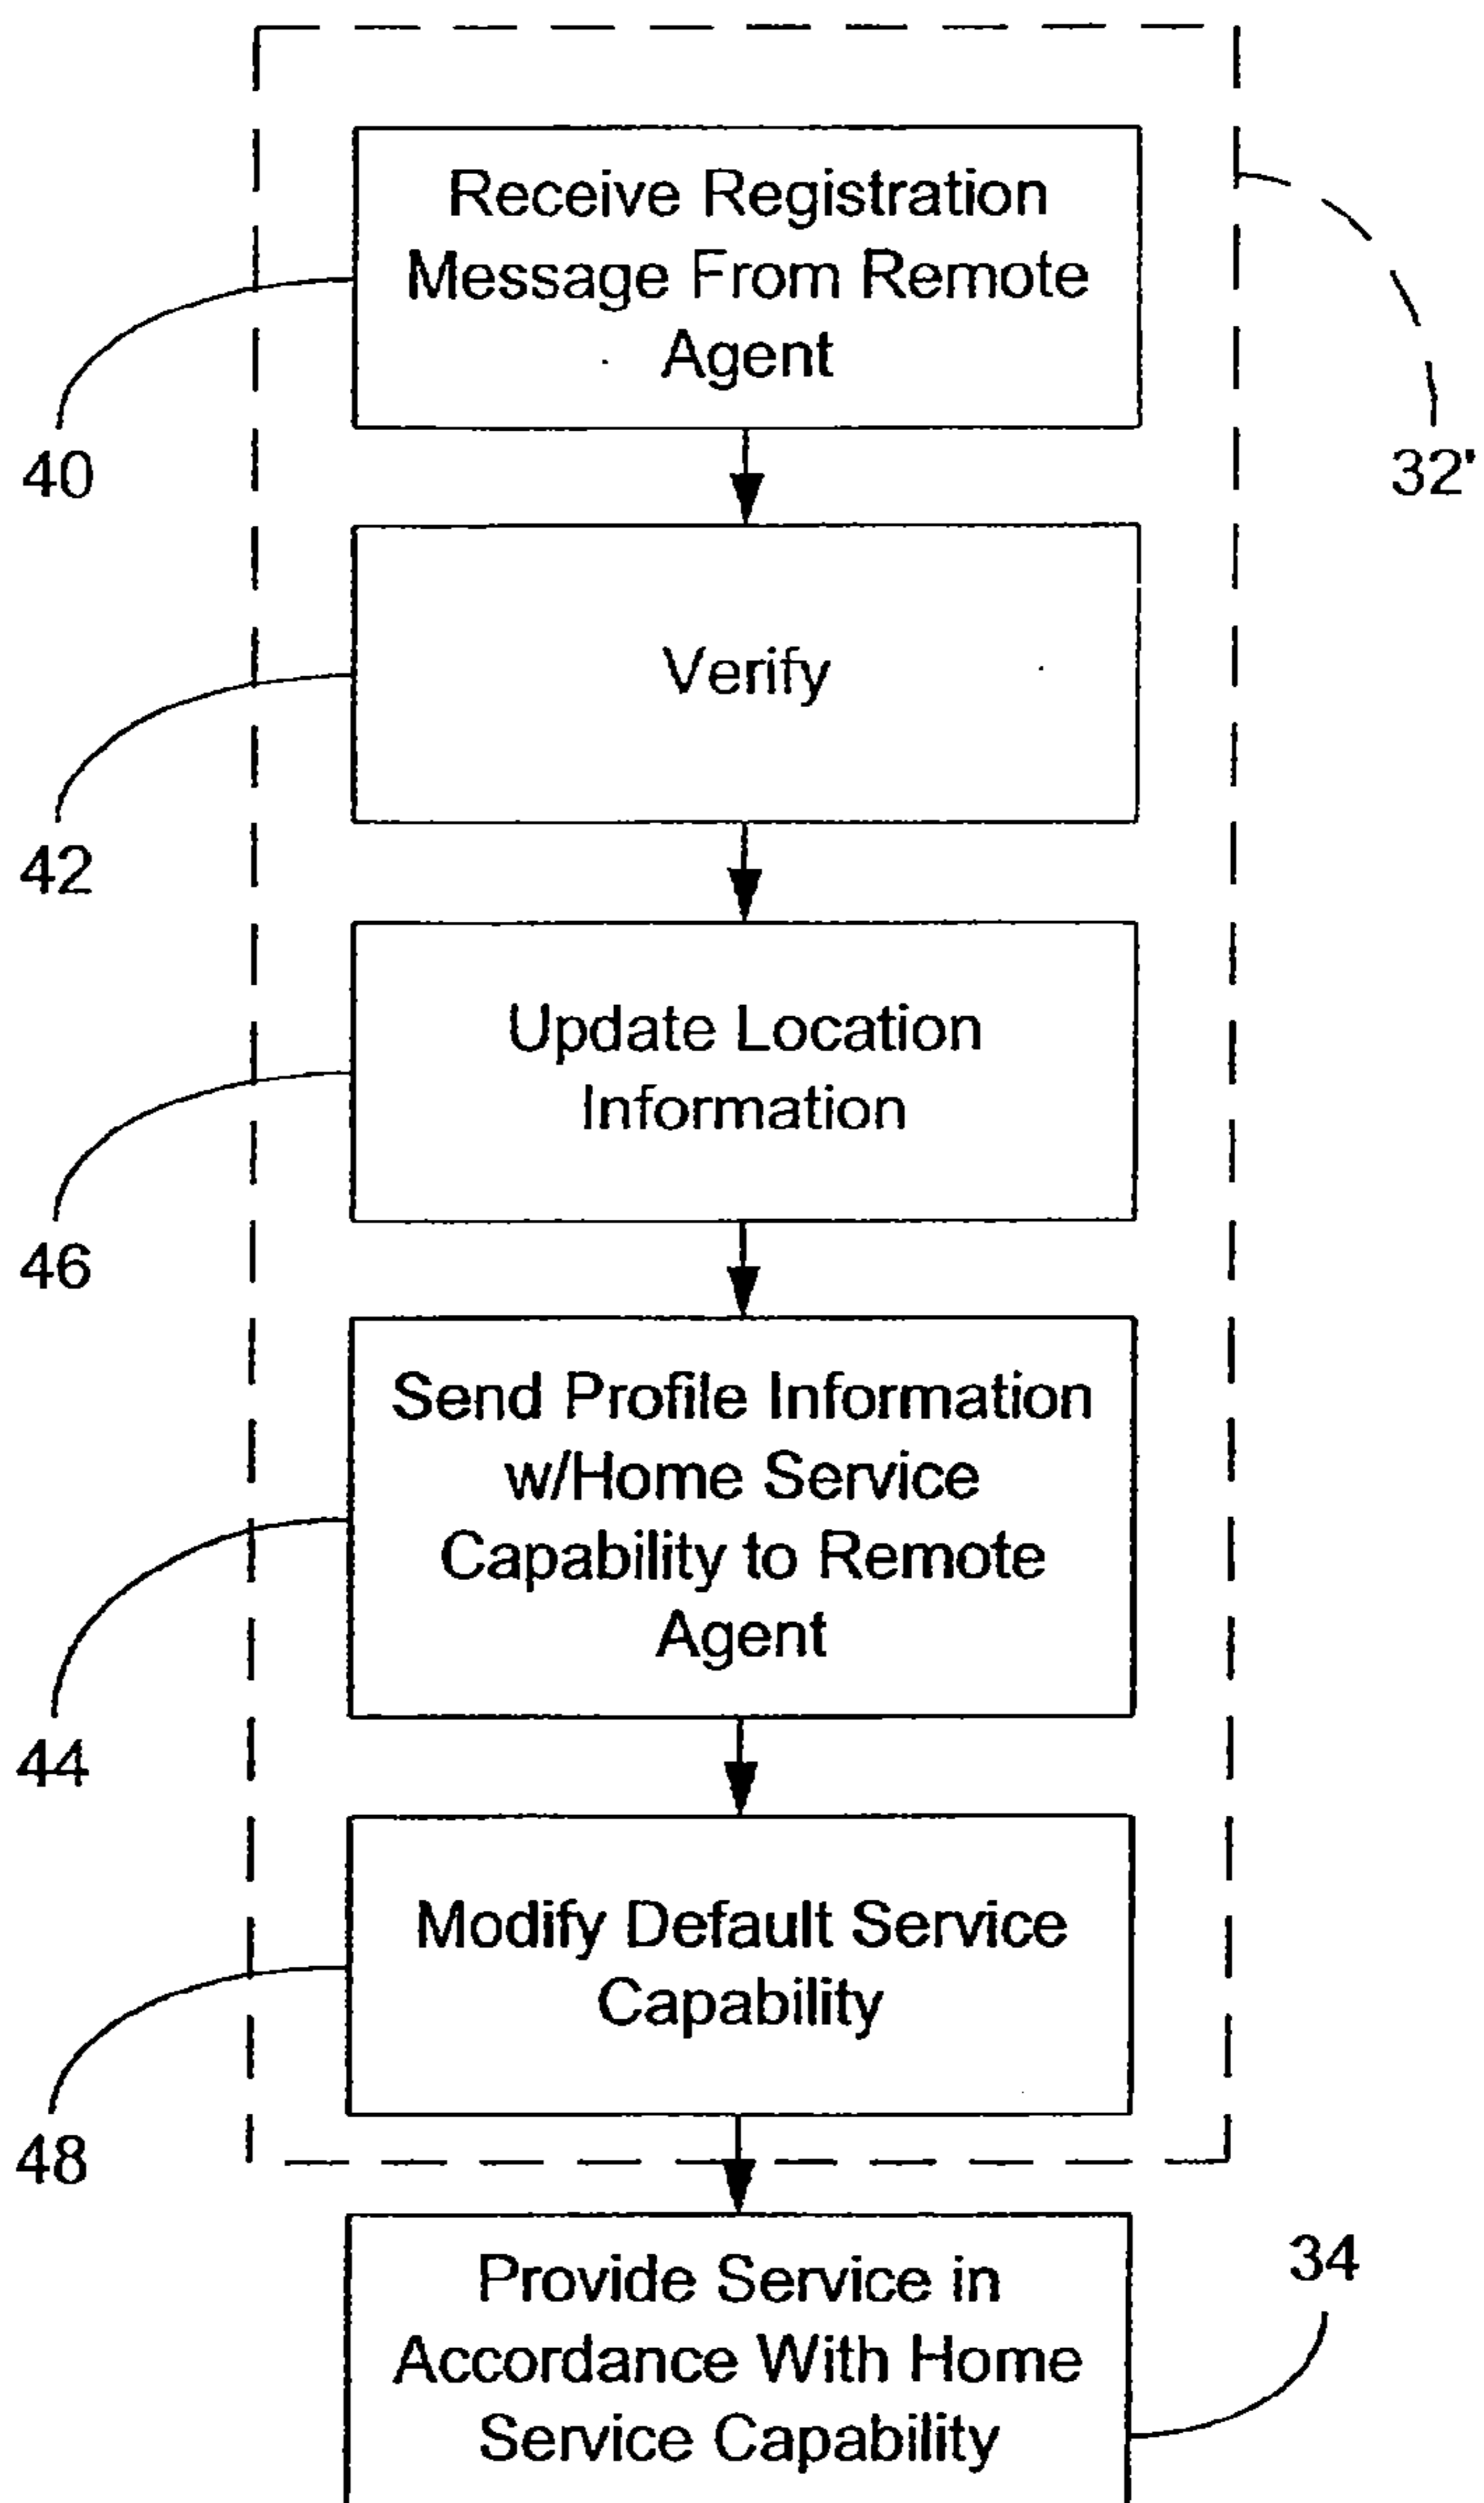 Receive Registration
Message From Remote
Agent
40
32'
Verify
42
Update Location
Information
46
Send Profile Information
w/Home Service
Capability to Remote
Agent
44
Modify Default Service
Capability
48
34
Provide Service in
Accordance With Home
Service Capability